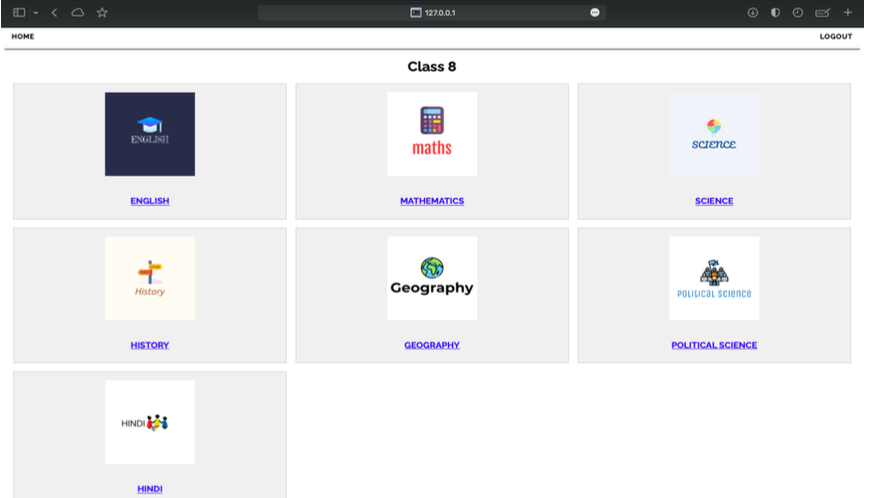 127.0.0.1
HOME
LOGOUT
Class 8
ENGLISH
ENGLISH
maths
MATHEMATICS
SCIENCE
SCIENCE
History
HISTORY
Geography
GEOGRAPHY
POLITICAL SCIENCE
POLITICAL SCIENCE
HINDI
HINDI